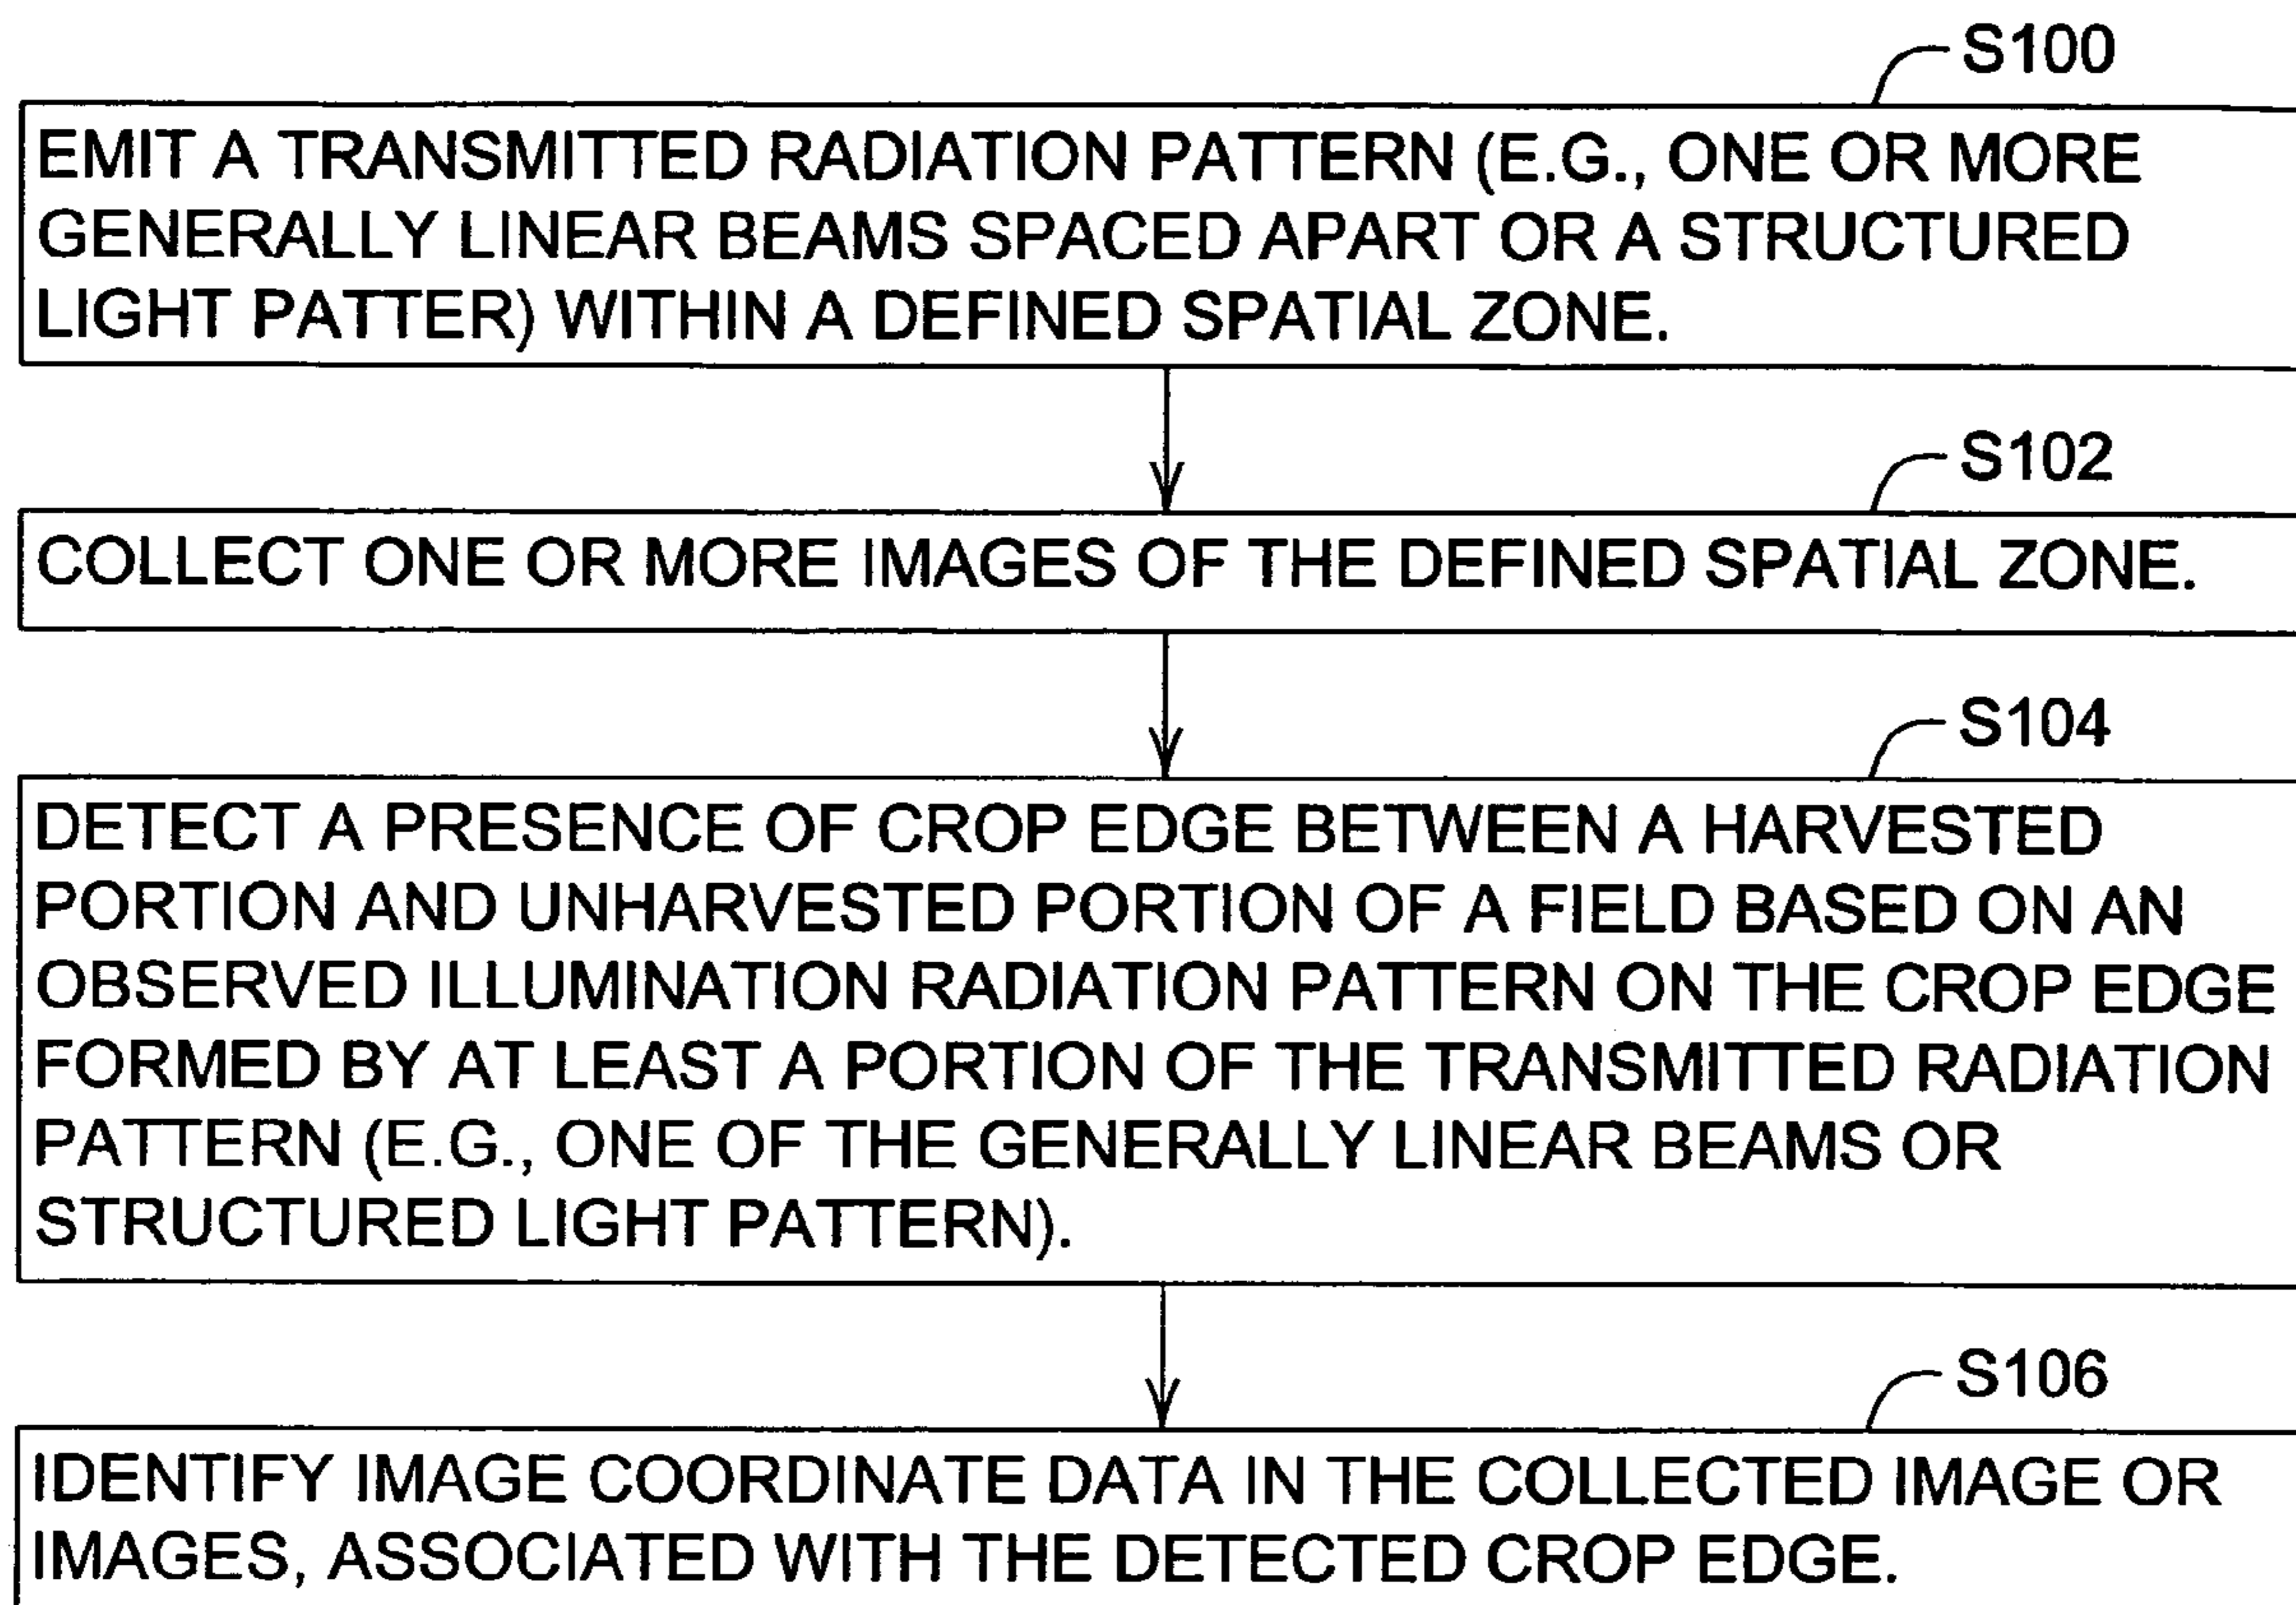 S100
EMIT A TRANSMITTED RADIATION PATTERN (E.G., ONE OR MORE
GENERALLY LINEAR BEAMS SPACED APART OR A STRUCTURED
LIGHT PATTER) WITHIN A DEFINED SPATIAL ZONE.
S102
COLLECT ONE OR MORE IMAGES OF THE DEFINED SPATIAL ZONE.
S104
DETECT A PRESENCE OF CROP EDGE BETWEEN A HARVESTED
PORTION AND UNHARVESTED PORTION OF A FIELD BASED ON AN
OBSERVED ILLUMINATION RADIATION PATTERN ON THE CROP EDGE
FORMED BY AT LEAST A PORTION OF THE TRANSMITTED RADIATION
PATTERN (E.G., ONE OF THE GENERALLY LINEAR BEAMS OR
STRUCTURED LIGHT PATTERN).
S106
IDENTIFY IMAGE COORDINATE DATA IN THE COLLECTED IMAGE OR
IMAGES, ASSOCIATED WITH THE DETECTED CROP EDGE.